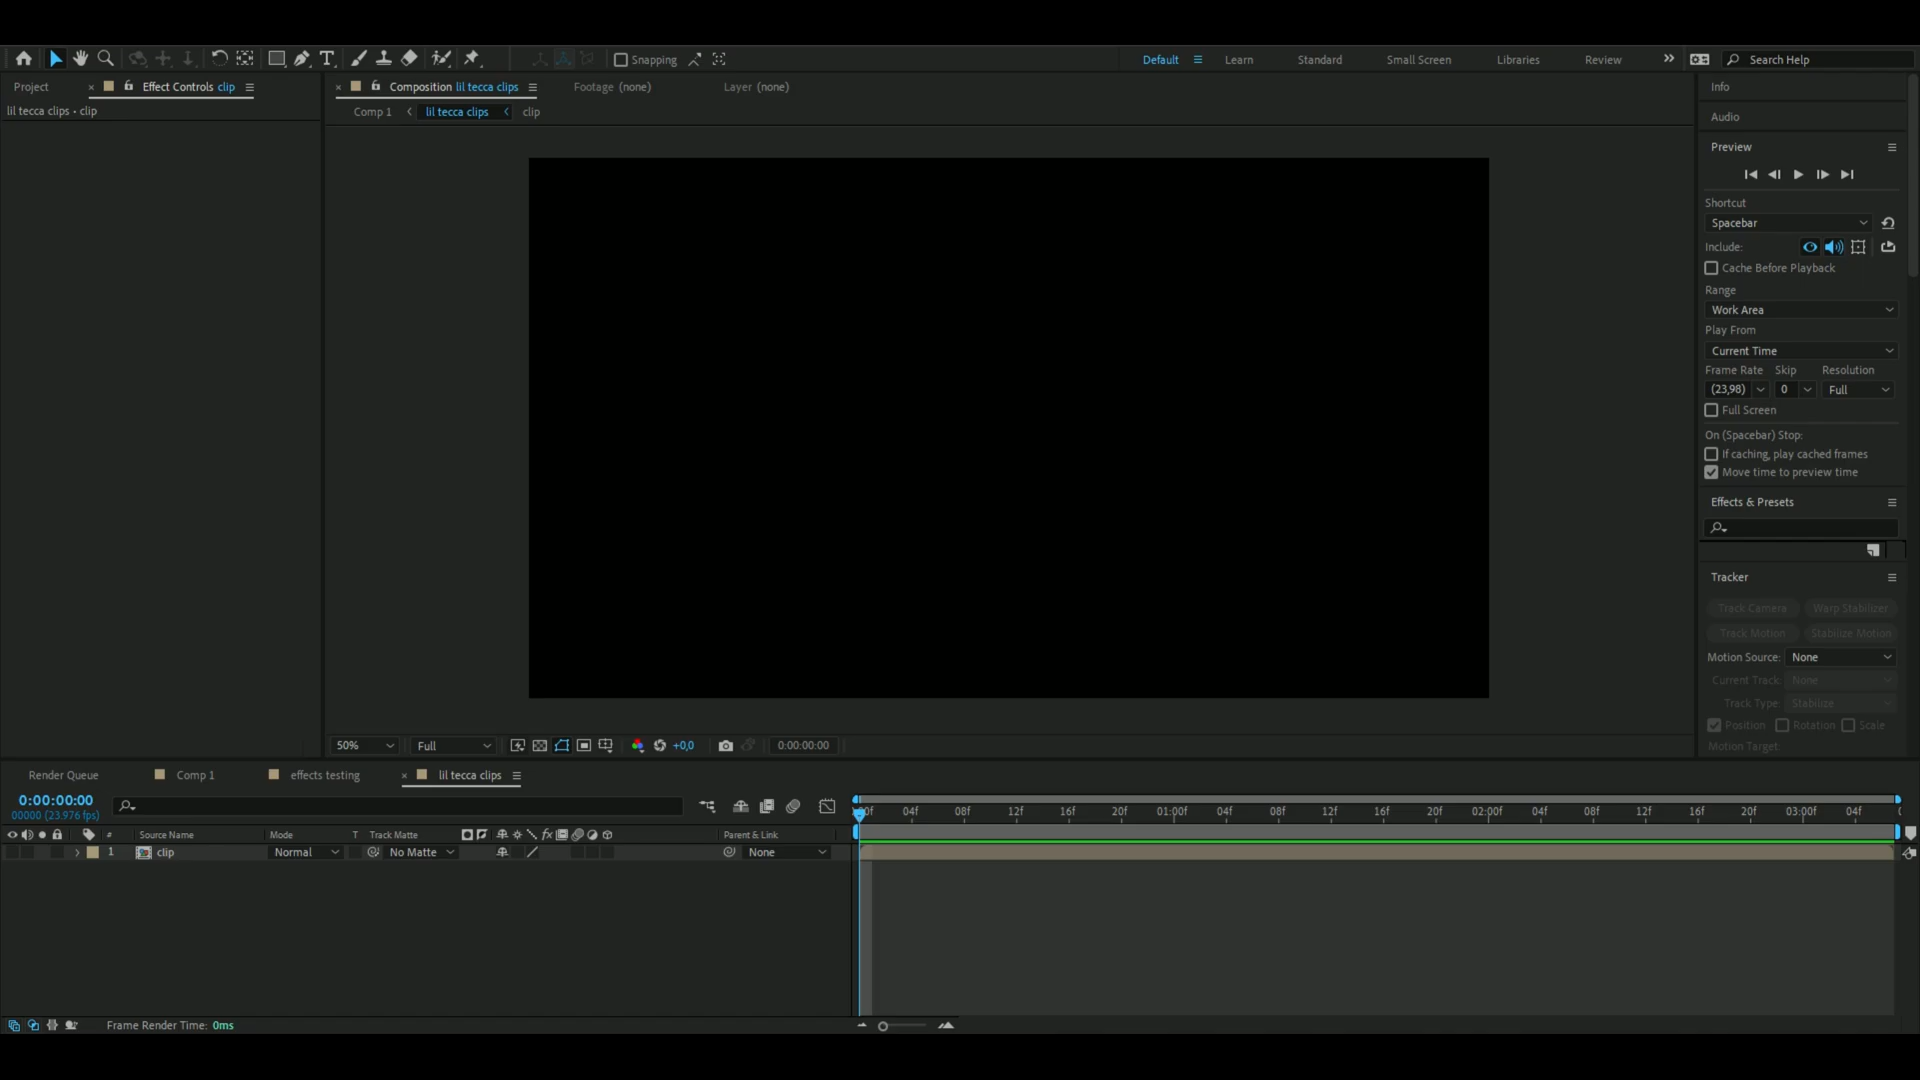 Snapping
Default
Learn
Standard
Small Screen
Libraries
Review
Search Help
Project
Effect Controls clip
Composition lil tecca clips
Footage (none)
Layer (none)
lil tecca clips • clip
Comp 1
lil tecca clips
clip
Info
Audio
Preview
Shortcut
Spacebar
Include:
Cache Before Playback
Range
Work Area
Play From
Current Time
Frame Rate Skip Resolution
(23,98) 0 Full
Full Screen
On (Spacebar) Stop:
If caching, play cached frames
Move time to preview time
Effects & Presets
Tracker
Track Camera Warp Stabilizer
Track Motion Stabilize Motion
Motion Source: None
Current Track: None
Track Type: Stabilize
Position Rotation Scale
Motion Target:
50% Full +0,0 0:00:00:00
Render Queue Comp 1 effects testing lil tecca clips
0:00:00:00
00000 (23.976 fps)
04f 08f 12f 16f 20f 01:00f 04f 08f 12f 16f 20f 02:00f 04f 08f 12f 16f 20f 03:00f 04f
# Source Name Mode T Track Matte fx Parent & Link
1 clip Normal No Matte None
Frame Render Time: 0ms